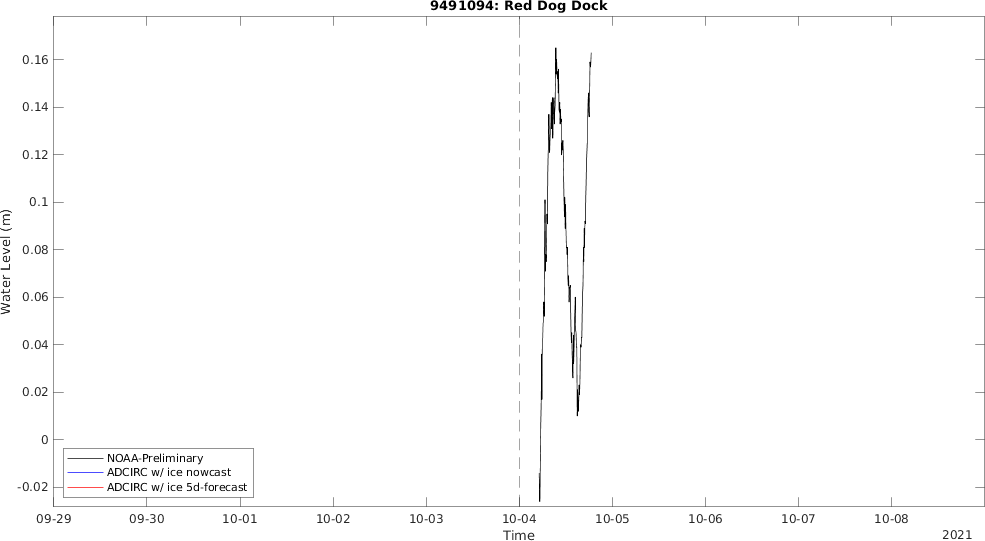 9491094: Red Dog Dock
Water Level (m)
0.16
0.14
0.12
0.1
0.08
0.06
0.04
0.02
0
-0.02
NOAA-Preliminary
ADCIRC w/ ice nowcast
ADCIRC w/ ice 5d-forecast
09-29 09-30 10-01 10-02 10-03 10-04 10-05 10-06 10-07 10-08
Time
2021